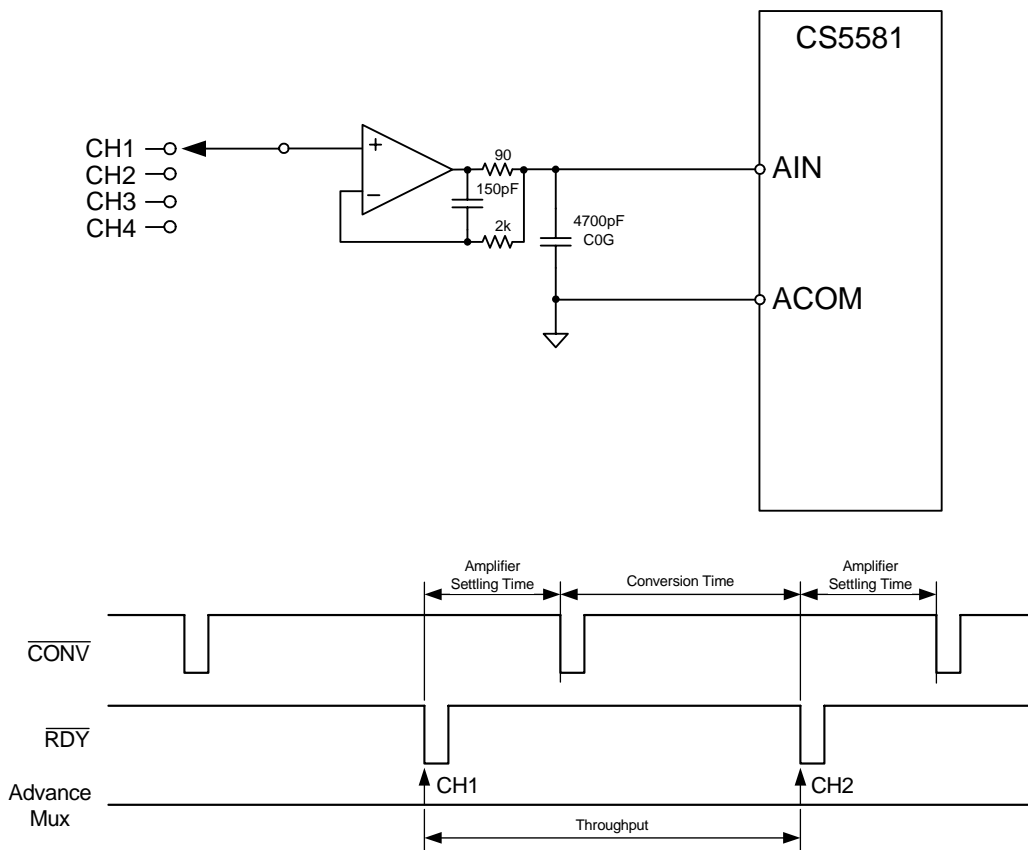 CS5581
CH1
CH2
CH3
CH4
+
−
90
150pF
2k
4700pF
C0G
AIN
ACOM
Amplifier
Settling Time
Conversion Time
Amplifier
Settling Time
CONV
RDY
Advance
Mux
CH1
CH2
Throughput